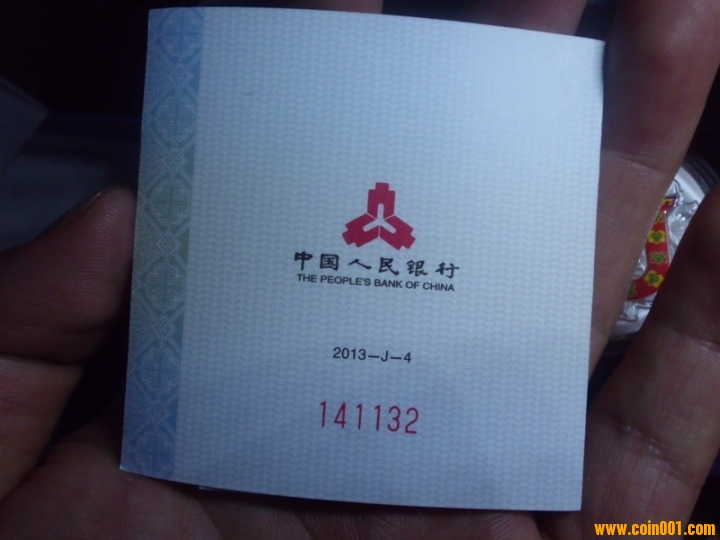 中国人民银行
THE PEOPLE'S BANK OF CHINA
2013-J-4
141132
www.coin001.com